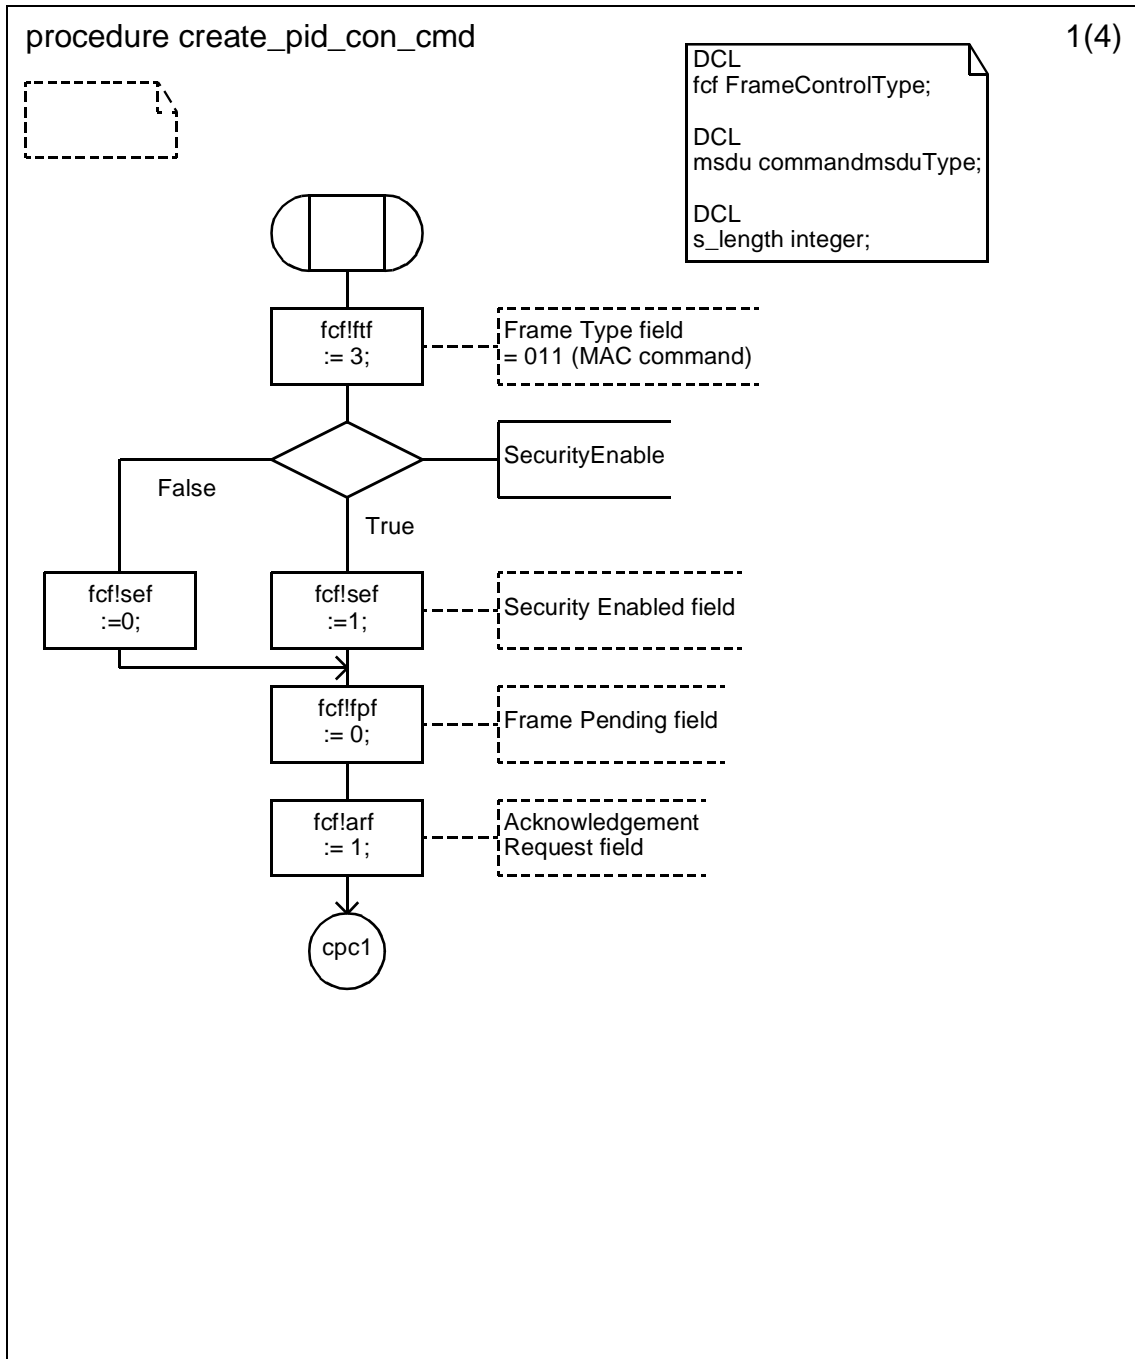 procedure create_pid_con_cmd
1(4)
DCL
fcf FrameControlType;
DCL
msdu commandmsduType;
DCL
s_length integer;
fcf!ftf
:= 3;
Frame Type field
= 011 (MAC command)
SecurityEnable
False
True
fcf!sef
:=0;
fcf!sef
:=1;
Security Enabled field
fcf!fpf
:= 0;
Frame Pending field
fcf!arf
:= 1;
Acknowledgement
Request field
cpc1